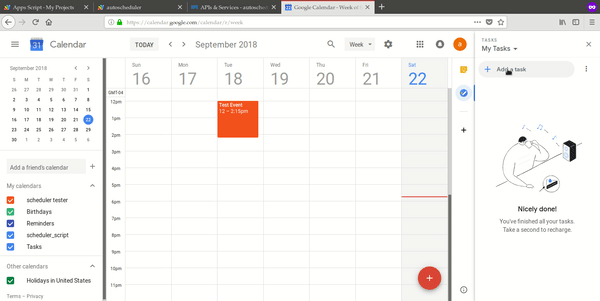 Apps Script - My Projects
autoscheduler
APIs & Services - autosched
Google Calendar - Week of
https://calendar.google.com/calendar/r/week
31 Calendar
TODAY
September 2018
Week
a
TASKS
My Tasks
Add a task
September 2018
S M T W T F S
26 27 28 29 30 31 1
2 3 4 5 6 7 8
9 10 11 12 13 14 15
16 17 18 19 20 21 22
23 24 25 26 27 28 29
30 1 2 3 4 5 6
Add a friend's calendar
My calendars
scheduler tester
Birthdays
Reminders
scheduler_script
Tasks
Other calendars
Holidays in United States
Terms – Privacy
Sun Mon Tue Wed Thu Fri Sat
16 17 18 19 20 21 22
GMT-04
12pm
1pm
2pm
3pm
4pm
5pm
6pm
7pm
8pm
9pm
10pm
11pm
Test Event
12 – 2:15pm
Nicely done!
You've finished all your tasks.
Take a second to recharge.